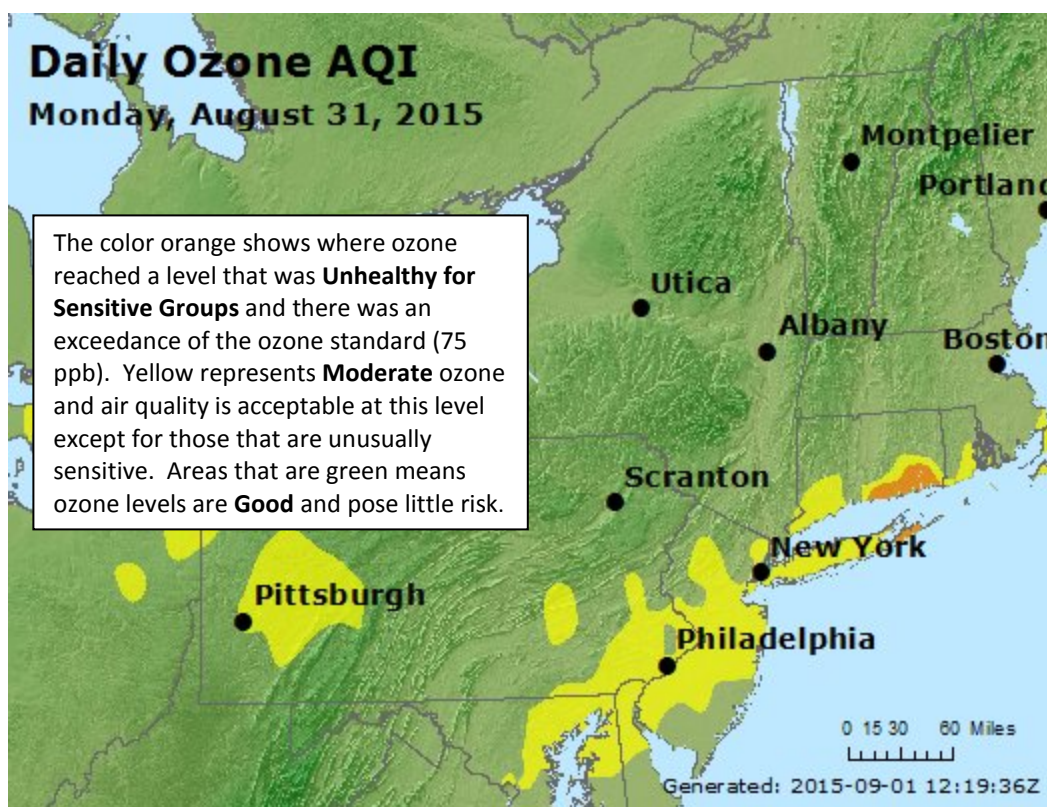 Daily Ozone AQI
Monday, August 31, 2015
Montpelier
Portland
The color orange shows where ozone
reached a level that was Unhealthy for
Sensitive Groups and there was an
exceedance of the ozone standard (75
ppb). Yellow represents Moderate ozone
and air quality is acceptable at this level
except for those that are unusually
sensitive. Areas that are green means
ozone levels are Good and pose little risk.
Utica
Albany
Boston
Scranton
New York
Pittsburgh
Philadelphia
0 15 30 60 Miles
Generated: 2015-09-01 12:19:36Z